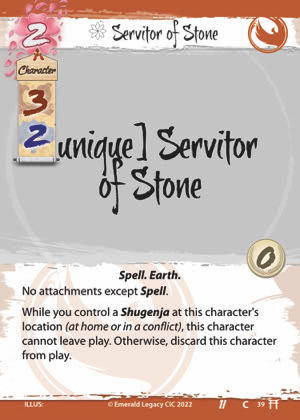 2
Servitor of Stone
Character
3
2
unique] Servitor
of Stone
0
Spell. Earth.
No attachments except Spell.
While you control a Shugenja at this character's
location (at home or in a conflict), this character
cannot leave play. Otherwise, discard this character
from play.
ILLUS: © Emerald Legacy CIC 2022 C 39